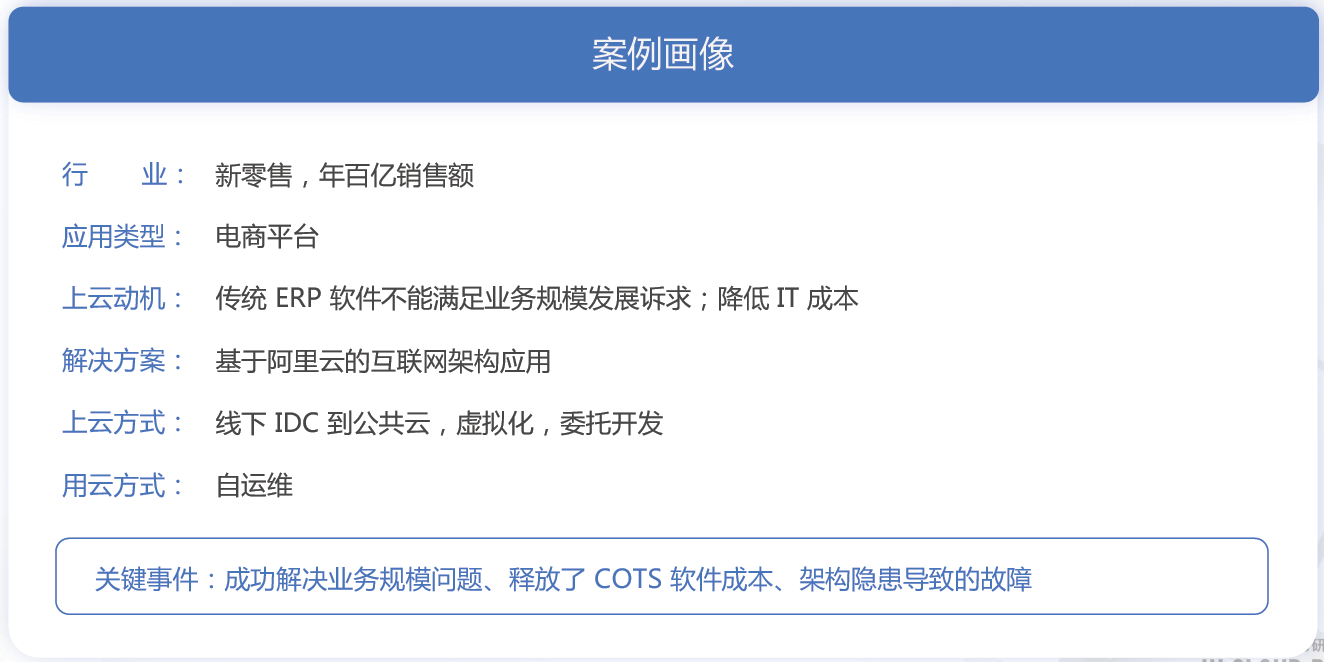 案例画像
行 业： 新零售，年百亿销售额
应用类型： 电商平台
上云动机： 传统 ERP 软件不能满足业务规模发展诉求；降低 IT 成本
解决方案： 基于阿里云的互联网架构应用
上云方式： 线下 IDC 到公共云，虚拟化，委托开发
用云方式： 自运维
关键事件：成功解决业务规模问题、释放了 COTS 软件成本、架构隐患导致的故障
研